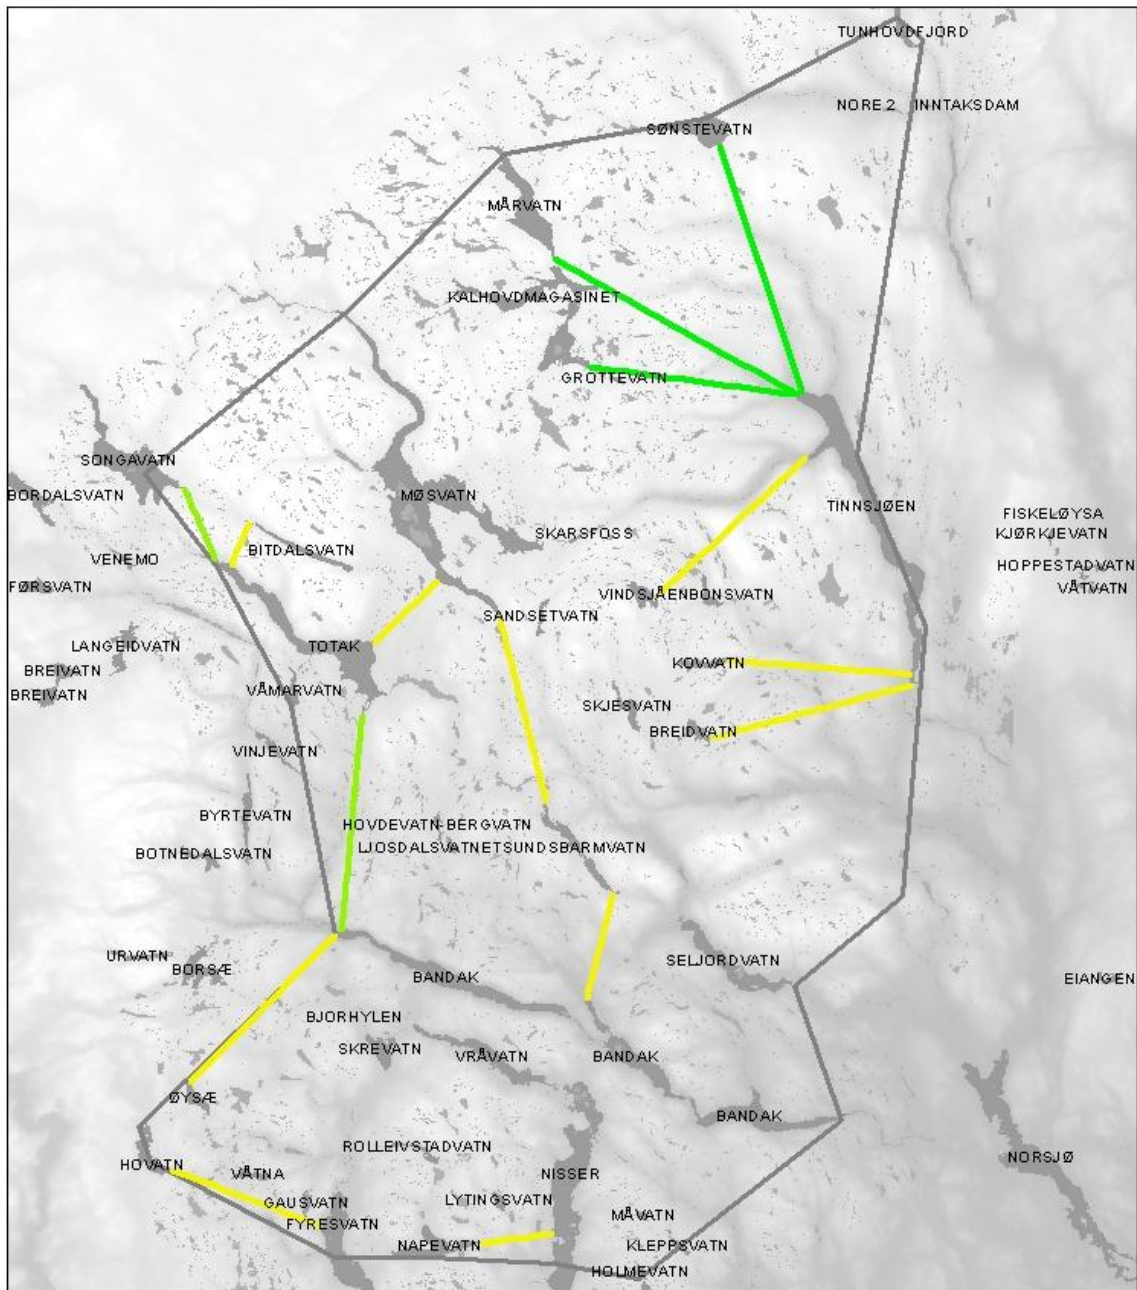 TUNHOVDFJORD
NORE 2 INNTAKSDAM
SØNSTEVATN
MÅRVATN
KALHOVDMAGASINET
GROTTEVATN
SONGAVATN
BORDALSVATN
MØSVATN
TINNSJØEN
FISKELØYSA
SKARSFOSS
KJØRKJEVATN
BITDALSVATN
VENEMO
HOPPESTADVATN
FØRSVATN
VINDSJÅENBONSVATN
VÅTVATN
SANDSETVATN
LANGEIDVATN
TOTAK
KOVVATN
BREIVATN
VÅMARVATN
BREIVATN
SKJESVATN
BREIDVATN
VINJEVATN
BYRTEVATN
HOVDEVATN-BERGVATN
BOTNEDALSVATN
LJOSDALSVATNETSUNDSBARMVATN
URVATN
BORSÆ
SELJORDVATN
BANDAK
EIANGEN
BJORHYLEN
SKREVATN
VRÅVATN
BANDAK
ØYSÆ
BANDAK
ROLLEIVSTADVATN
NORSJØ
HOVATN
VÅTNA
NISSER
GAUSVATN
LYTINGSVATN
MÅVATN
FYRESVATN
NAPEVATN
KLEPPSVATN
HOLMEVATN